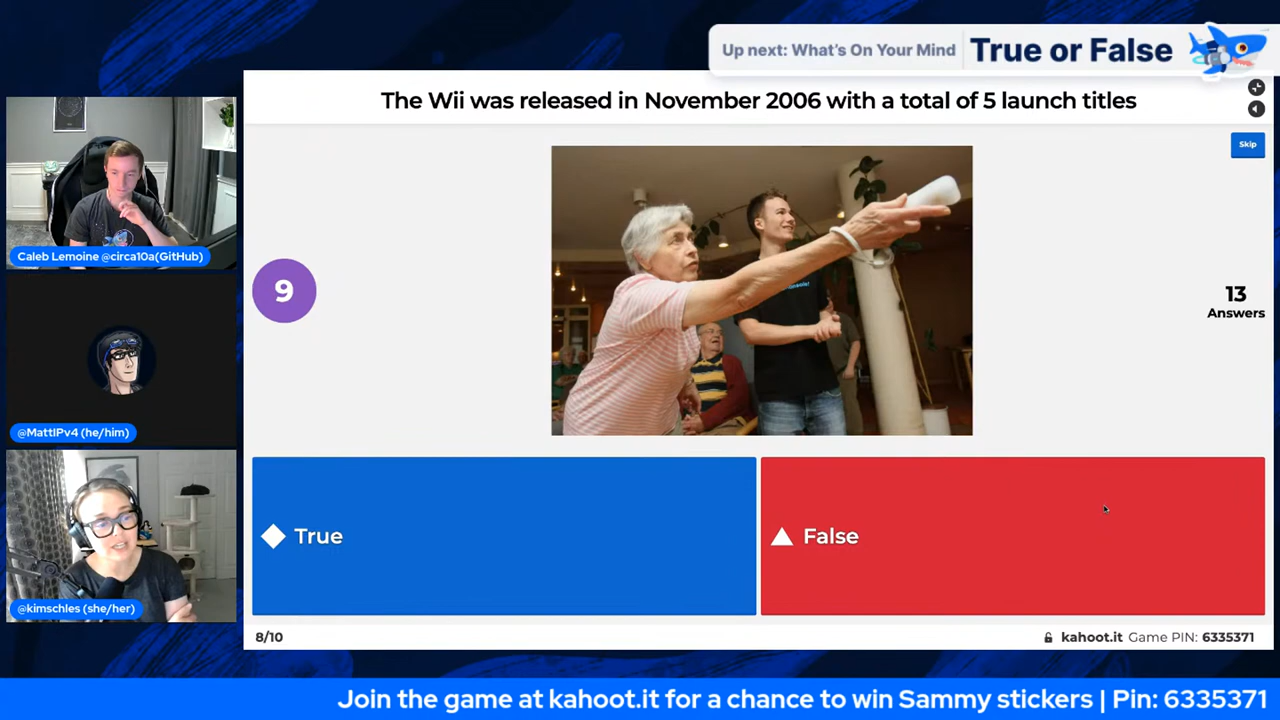 Up next: What's On Your Mind
True or False
The Wii was released in November 2006 with a total of 5 launch titles
Skip
Caleb Lemoine @circa10a(GitHub)
9
13
Answers
@MattIPv4 (he/him)
True
False
@kimschles (she/her)
8/10
kahoot.it Game PIN: 6335371
Join the game at kahoot.it for a chance to win Sammy stickers | Pin: 6335371